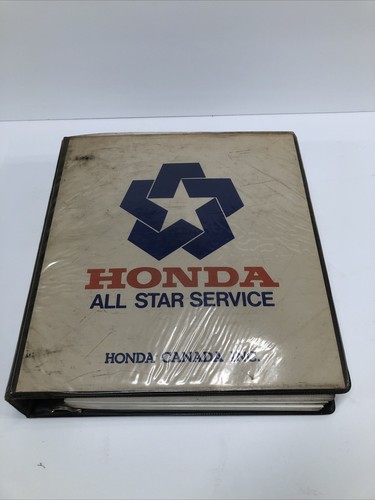 HONDA
ALL STAR SERVICE
HONDA CANADA INC.